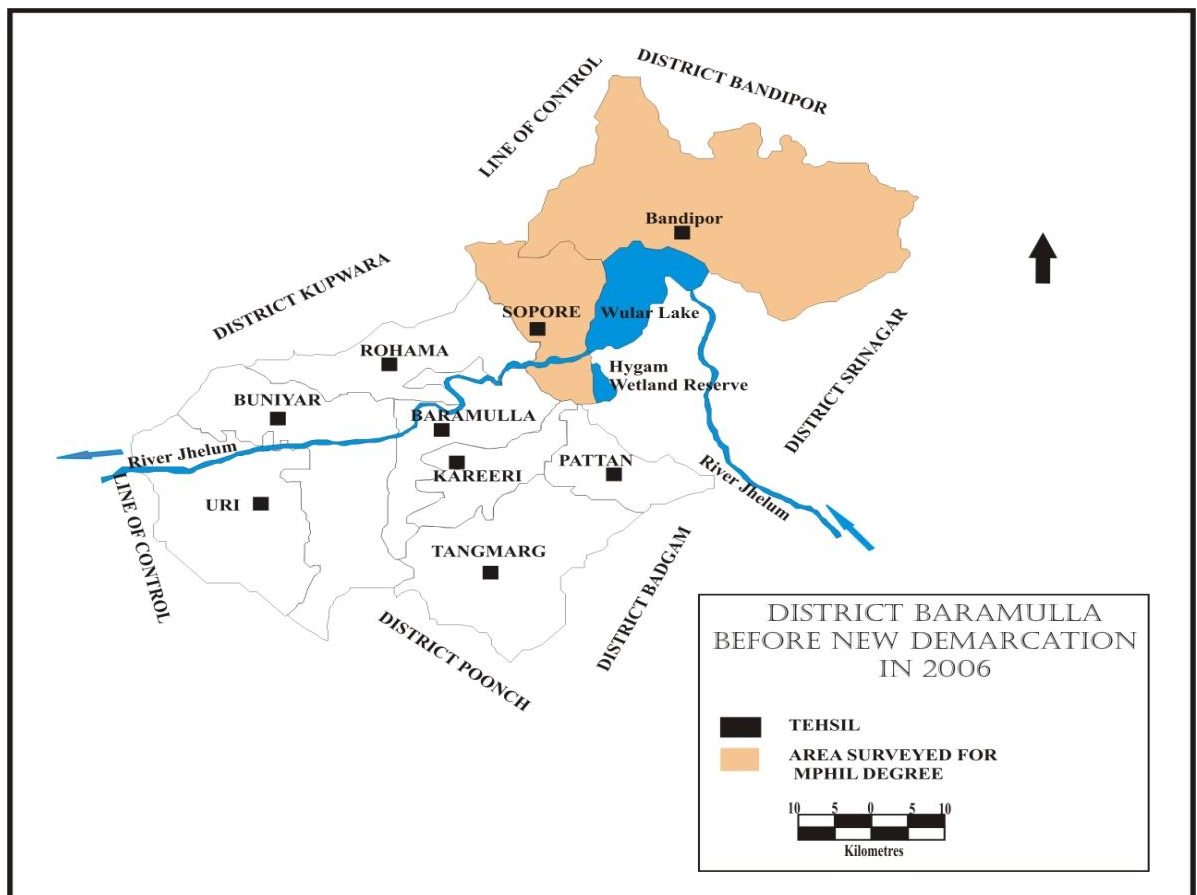 DISTRICT BANDIPOR
LINE OF CONTROL
Bandipor
DISTRICT KUPWARA
SOPORE
Wular Lake
ROHAMA
Hygam
Wetland Reserve
DISTRICT SRINAGAR
BUNIYAR
BARAMULLA
River Jhelum
KAREERI
PATTAN
River Jhelum
URI
LINE OF CONTROL
TANGMARG
DISTRICT BADGAM
DISTRICT POONCH
DISTRICT BARAMULLA
BEFORE NEW DEMARCATION
IN 2006
TEHSIL
AREA SURVEYED FOR
MPHIL DEGREE
10 5 0 5 10
Kilometres